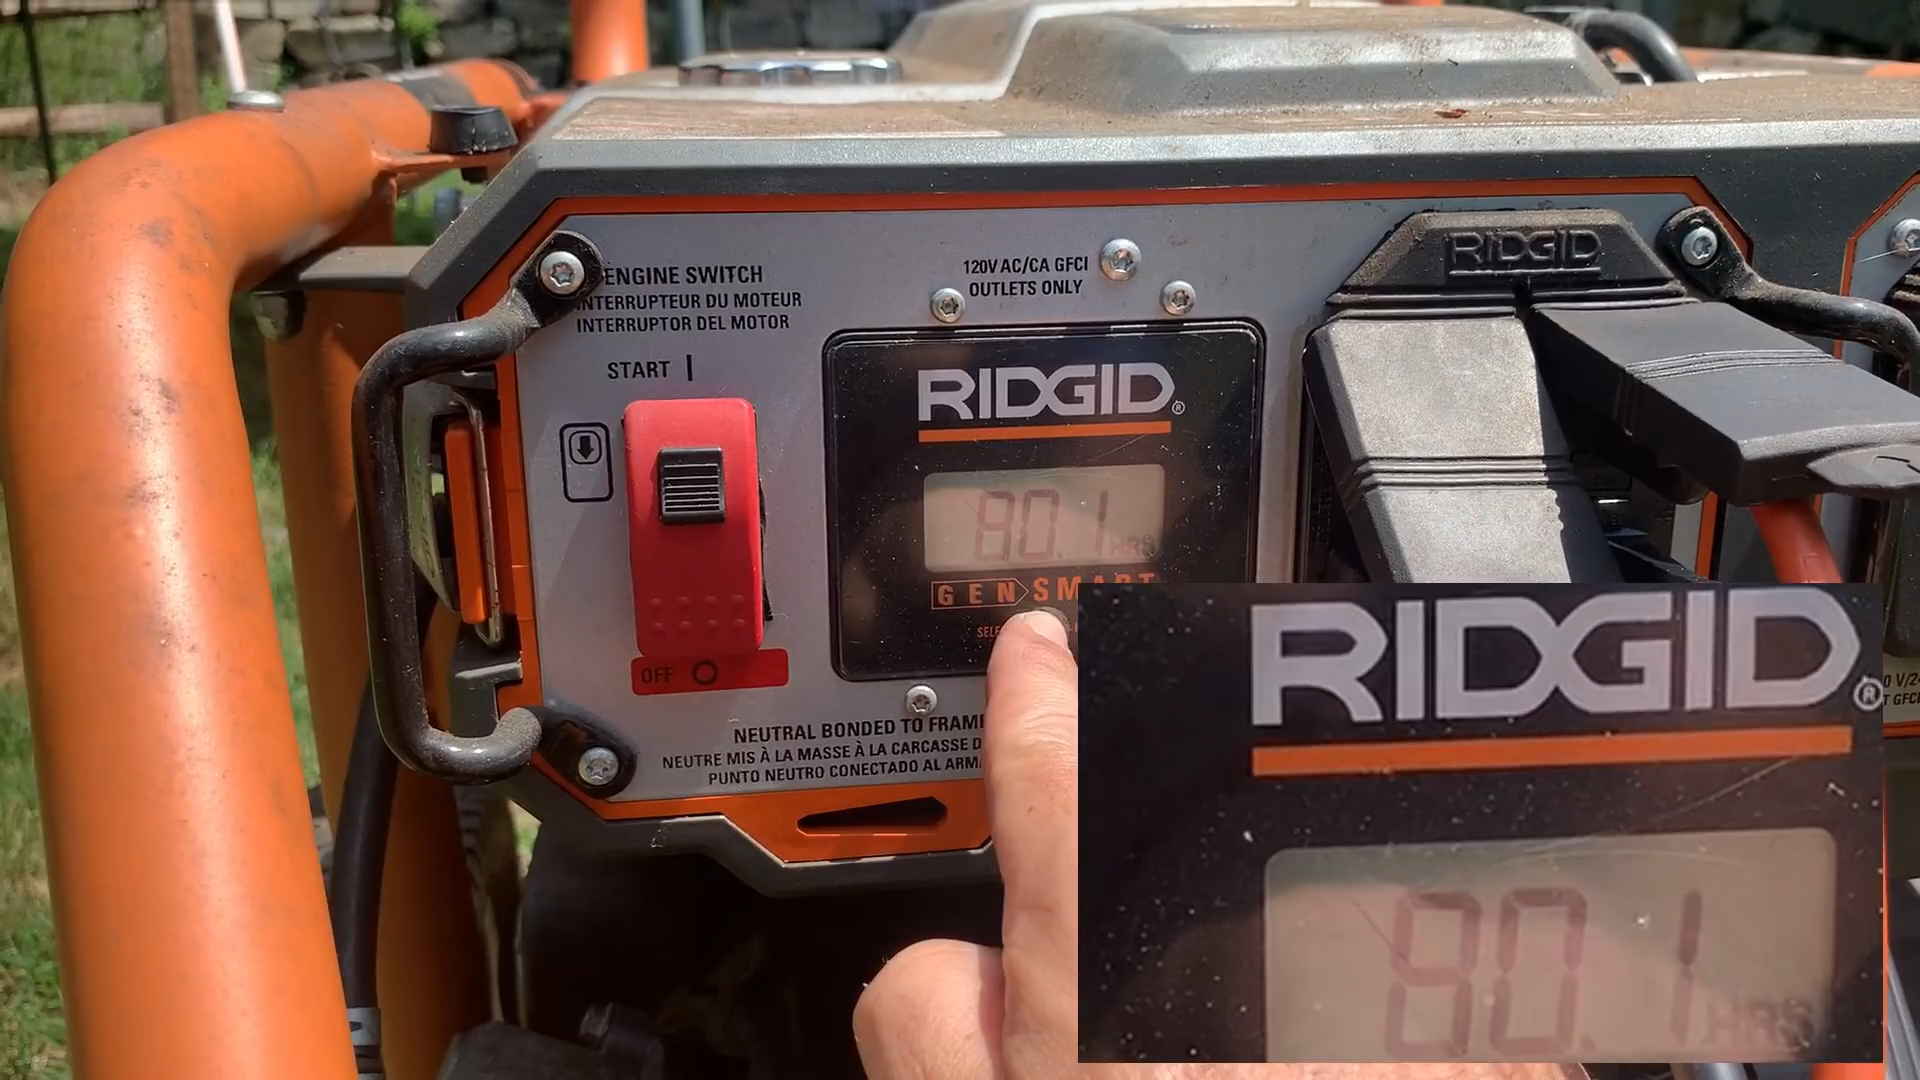 ENGINE SWITCH
INTERRUPTEUR DU MOTEUR
INTERRUPTOR DEL MOTOR
START
OFF
120V AC/CA GFCI
OUTLETS ONLY
RIDGID®
80.1 HRS
GEN SMART
NEUTRAL BONDED TO FRAME
NEUTRE MIS À LA MASSE À LA CARCASSE
PUNTO NEUTRO CONECTADO AL
RIDGID
RIDGID®
80.1 HRS